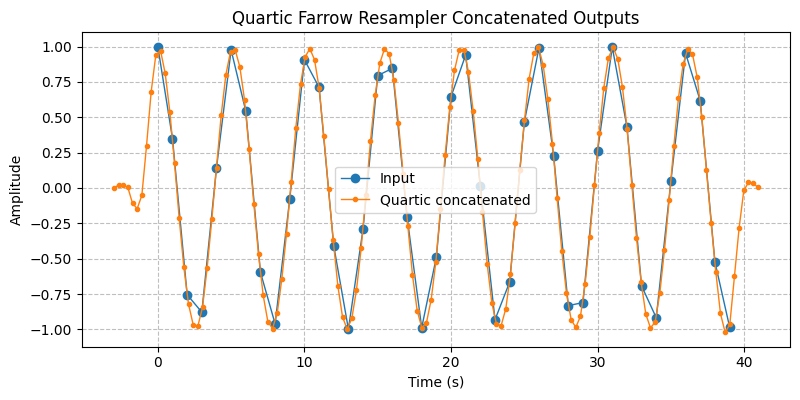 Quartic Farrow Resampler Concatenated Outputs
1.00
0.75
0.50
0.25
0.00
−0.25
−0.50
−0.75
−1.00
Amplitude
Input
Quartic concatenated
0
10
20
30
40
Time (s)